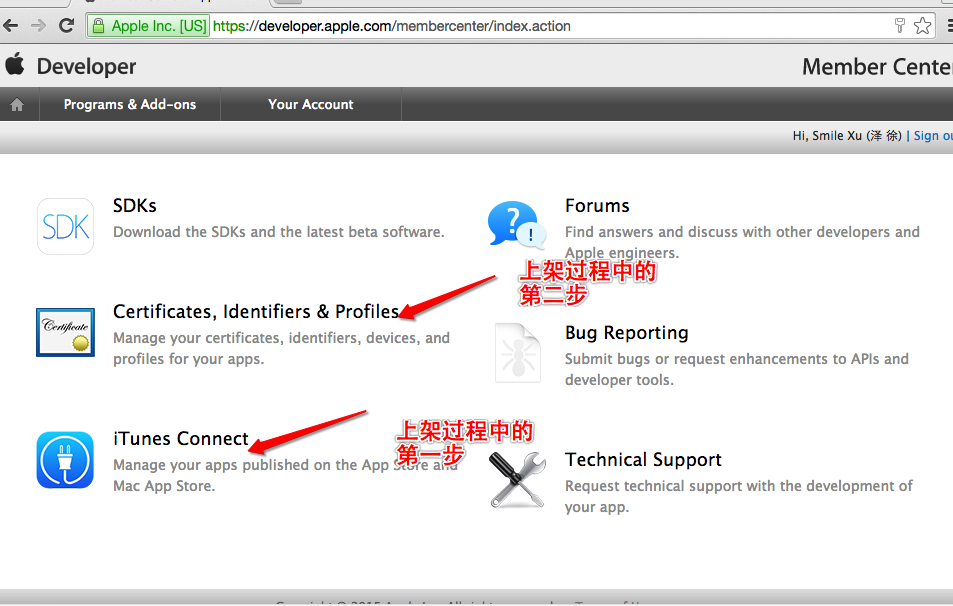 Apple Inc. [US] https://developer.apple.com/membercenter/index.action
Developer
Member Cente
Programs & Add-ons
Your Account
Hi, Smile Xu (泽 徐) | Sign ou
SDK
SDKs
Download the SDKs and the latest beta software.
Forums
Find answers and discuss with other developers and
Apple engineers.
上架过程中的
第二步
Certificate
Certificates, Identifiers & Profiles
Manage your certificates, identifiers, devices, and
profiles for your apps.
Bug Reporting
Submit bugs or request enhancements to APIs and
developer tools.
iTunes Connect
Manage your apps published on the App Store and
Mac App Store.
上架过程中的
第一步
Technical Support
Request technical support with the development of
your app.